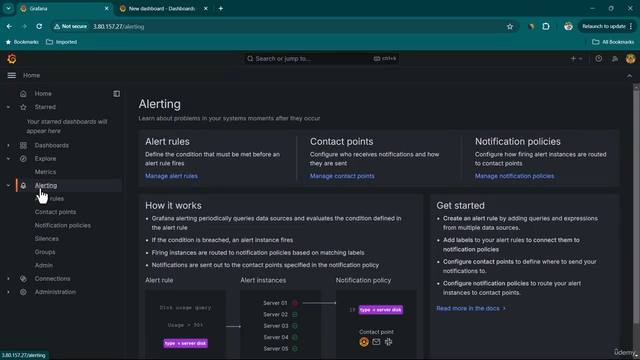 Grafana
New dashboard - Dashboards
Not secure
3.80.157.27/alerting
Relaunch to update
Bookmarks
Imported
All Bookmarks
Search or jump to...
ctrl+k
Home
Home
Starred
Your starred dashboards will
appear here
Dashboards
Explore
Metrics
Alerting
Alert rules
Contact points
Notification policies
Silences
Groups
Admin
Connections
Administration
Alerting
Learn about problems in your systems moments after they occur
Alert rules
Define the condition that must be met before an
alert rule fires
Manage alert rules
Contact points
Configure who receives notifications and how
they are sent
Manage contact points
Notification policies
Configure how firing alert instances are routed
to contact points
Manage notification policies
How it works
• Grafana alerting periodically queries data sources and evaluates the condition defined in
the alert rule
• If the condition is breached, an alert instance fires
• Firing instances are routed to notification policies based on matching labels
• Notifications are sent out to the contact points specified in the notification policy
Alert rule
Disk usage query
Usage > 90%
type = server disk
Alert instances
Server 01
Server 02
Server 03
Server 04
Server 05
Notification policy
IF type = server disk
Contact point
Get started
• Create an alert rule by adding queries and expressions
from multiple data sources.
• Add labels to your alert rules to connect them to
notification policies
• Configure contact points to define where to send your
notifications to.
• Configure notification policies to route your alert
instances to contact points.
Read more in the docs
3.80.157.27/alerting
udemy